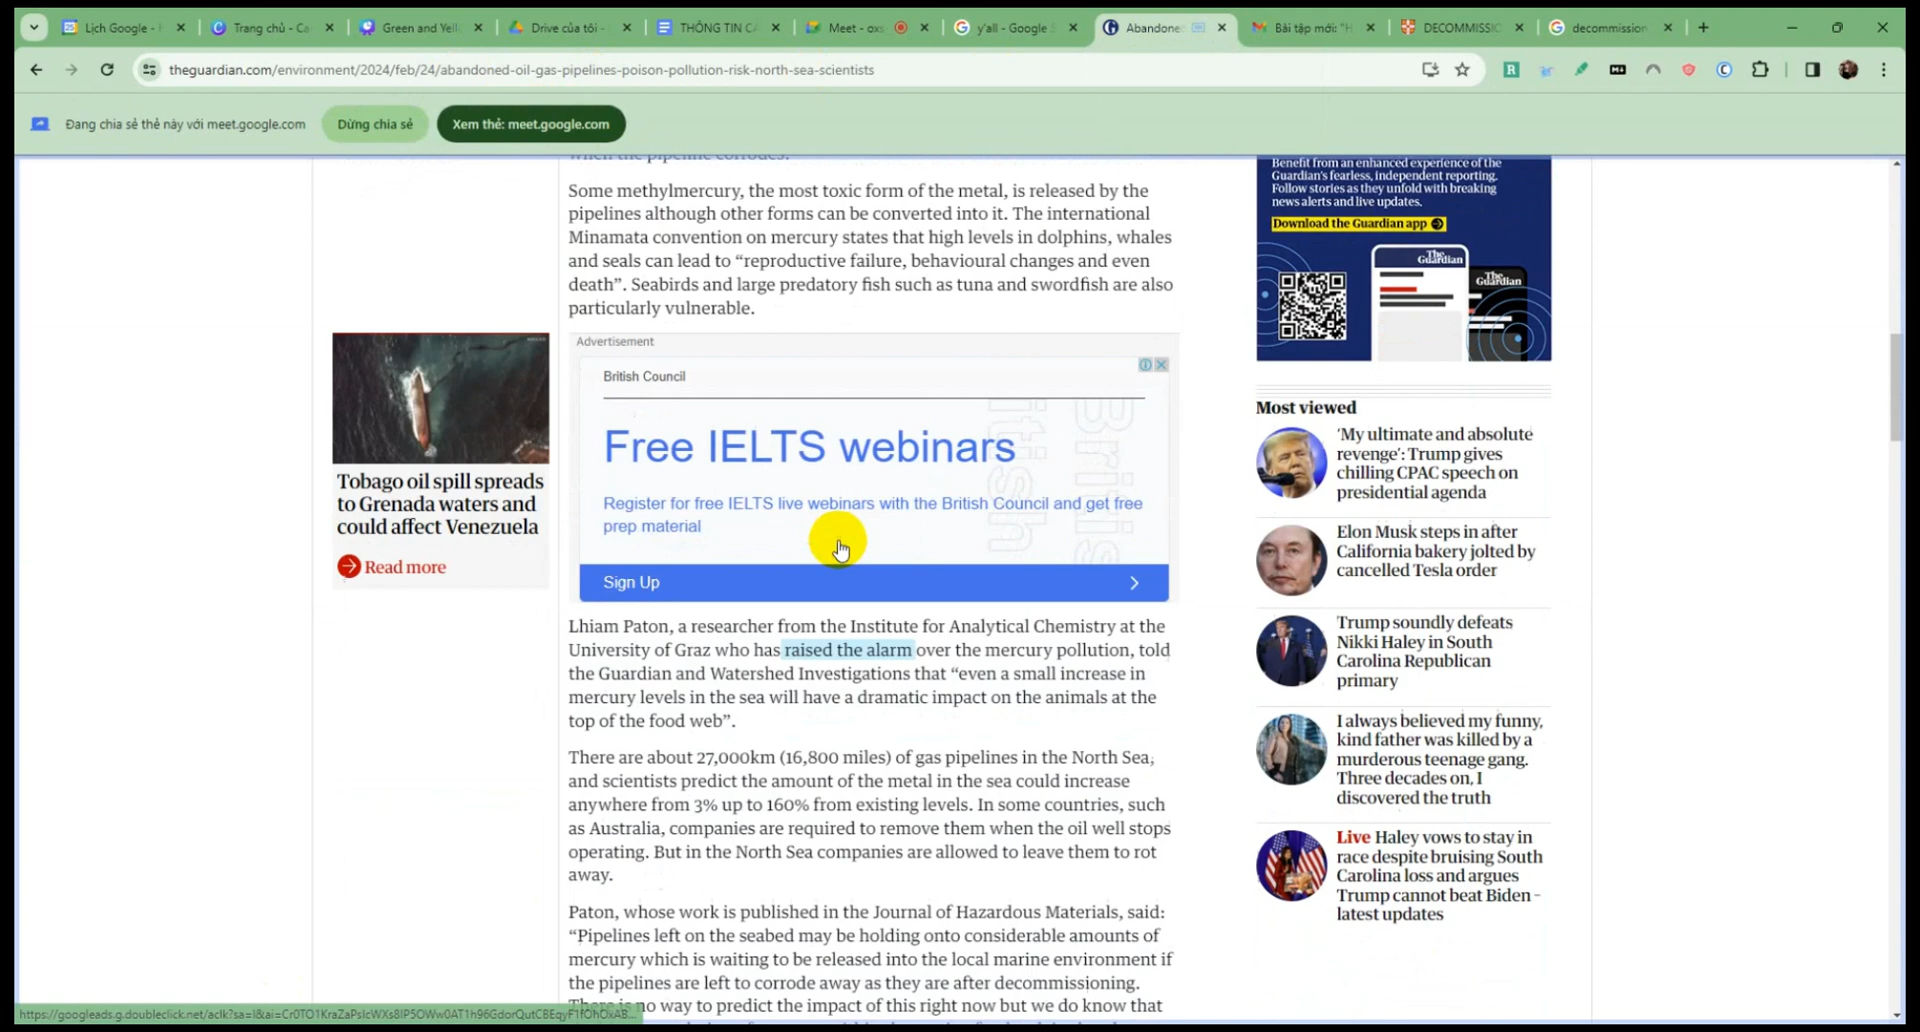 Lịch Google -
Trang chủ - Ca
Green and Yell
Drive của tôi -
THÔNG TIN CÁ
Meet - oxs
y'all - Google S
Abandone
Bài tập mới: "H
DECOMMISSIO
decommission
theguardian.com/environment/2024/feb/24/abandoned-oil-gas-pipelines-poison-pollution-risk-north-sea-scientists
Đang chia sẻ thẻ này với meet.google.com
Dừng chia sẻ
Xem thẻ: meet.google.com
when the pipeline corrodes.
Some methylmercury, the most toxic form of the metal, is released by the
pipelines although other forms can be converted into it. The international
Minamata convention on mercury states that high levels in dolphins, whales
and seals can lead to “reproductive failure, behavioural changes and even
death”. Seabirds and large predatory fish such as tuna and swordfish are also
particularly vulnerable.
Tobago oil spill spreads
to Grenada waters and
could affect Venezuela
Read more
Advertisement
British Council
British
British
Free IELTS webinars
Register for free IELTS live webinars with the British Council and get free
prep material
Sign Up
Lhiam Paton, a researcher from the Institute for Analytical Chemistry at the
University of Graz who has raised the alarm over the mercury pollution, told
the Guardian and Watershed Investigations that “even a small increase in
mercury levels in the sea will have a dramatic impact on the animals at the
top of the food web”.
There are about 27,000km (16,800 miles) of gas pipelines in the North Sea,
and scientists predict the amount of the metal in the sea could increase
anywhere from 3% up to 160% from existing levels. In some countries, such
as Australia, companies are required to remove them when the oil well stops
operating. But in the North Sea companies are allowed to leave them to rot
away.
Paton, whose work is published in the Journal of Hazardous Materials, said:
“Pipelines left on the seabed may be holding onto considerable amounts of
mercury which is waiting to be released into the local marine environment if
the pipelines are left to corrode away as they are after decommissioning.
There is no way to predict the impact of this right now but we do know that
Benefit from an enhanced experience of the
Guardian's fearless, independent reporting.
Follow stories as they unfold with breaking
news alerts and live updates.
Download the Guardian app
The Guardian
The Guardian
Most viewed
‘My ultimate and absolute
revenge’: Trump gives
chilling CPAC speech on
presidential agenda
Elon Musk steps in after
California bakery jolted by
cancelled Tesla order
Trump soundly defeats
Nikki Haley in South
Carolina Republican
primary
I always believed my funny,
kind father was killed by a
murderous teenage gang.
Three decades on, I
discovered the truth
Live Haley vows to stay in
race despite bruising South
Carolina loss and argues
Trump cannot beat Biden –
latest updates